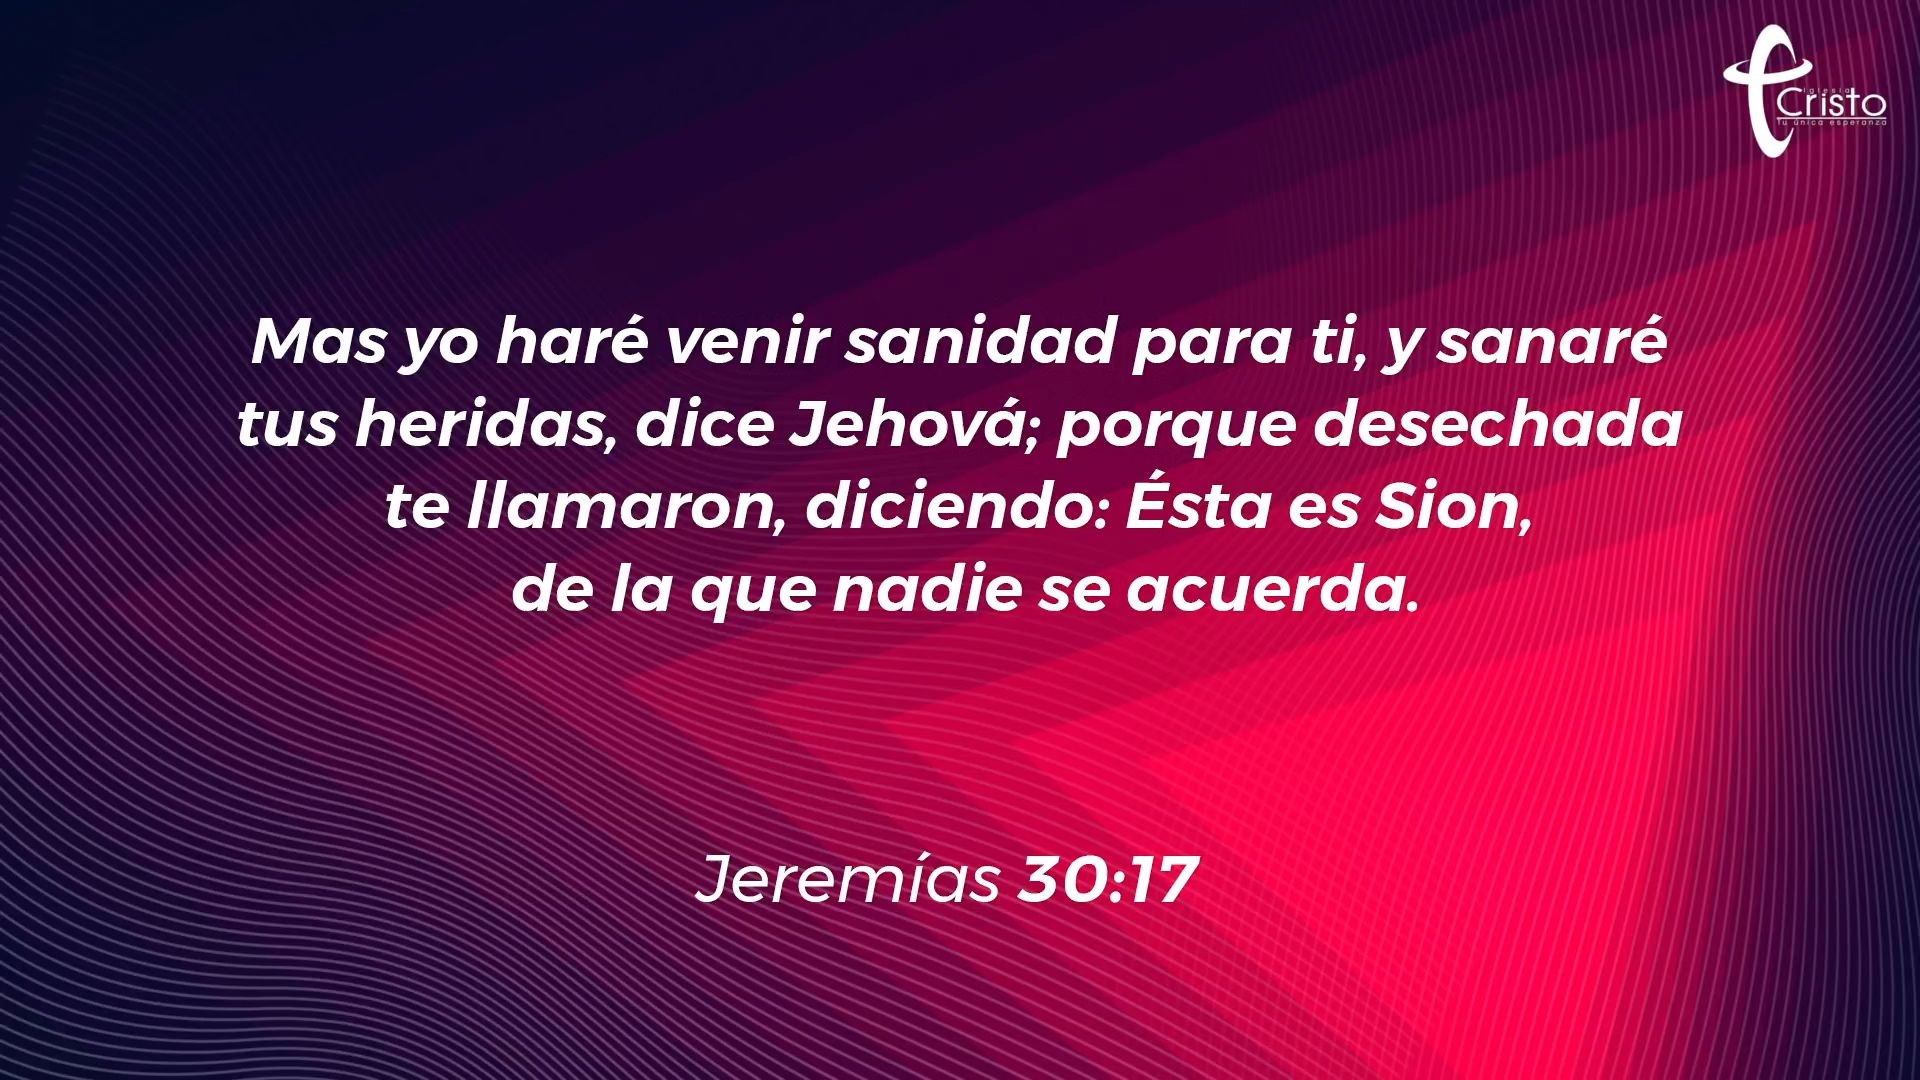 Iglesia
Cristo
Tu única esperanza
Mas yo haré venir sanidad para ti, y sanaré
tus heridas, dice Jehová; porque desechada
te llamaron, diciendo: Ésta es Sion,
de la que nadie se acuerda.
Jeremías 30:17